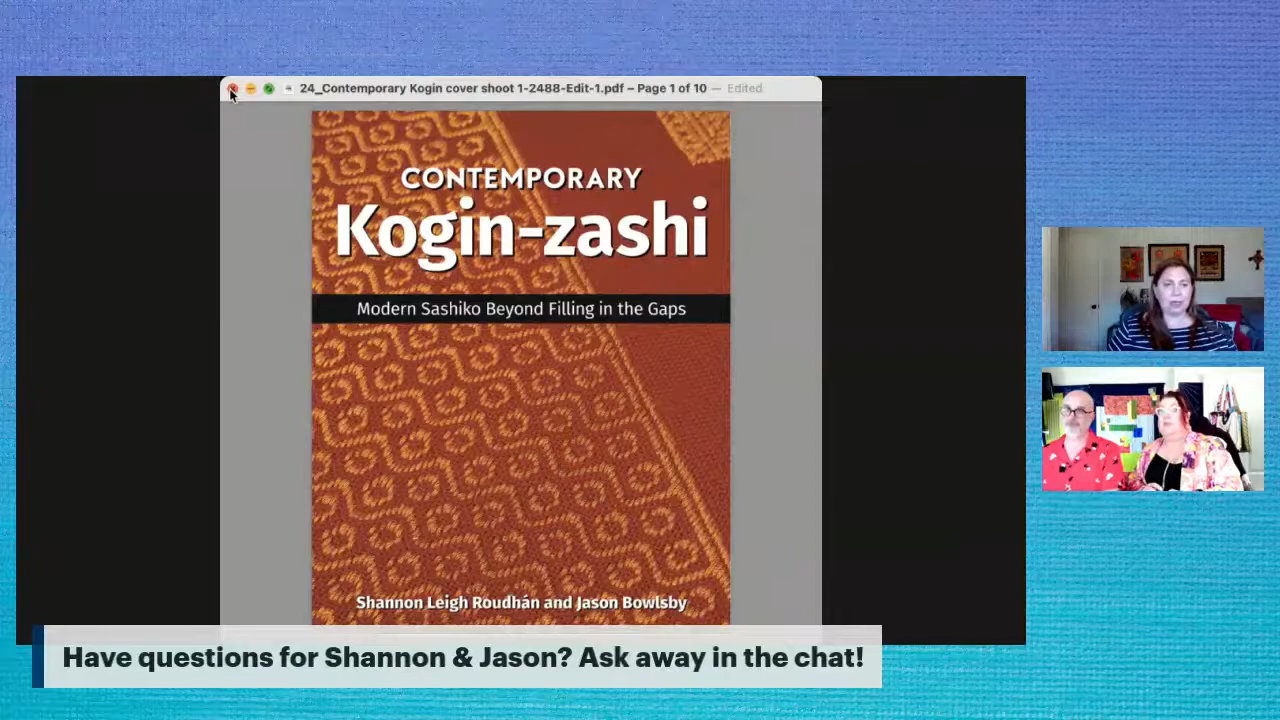 24_Contemporary Kogin cover shoot 1-2488-Edit-1.pdf – Page 1 of 10 — Edited
CONTEMPORARY
Kogin-zashi
Modern Sashiko Beyond Filling in the Gaps
Shannon Leigh Roudhán and Jason Bowlsby
Have questions for Shannon & Jason? Ask away in the chat!